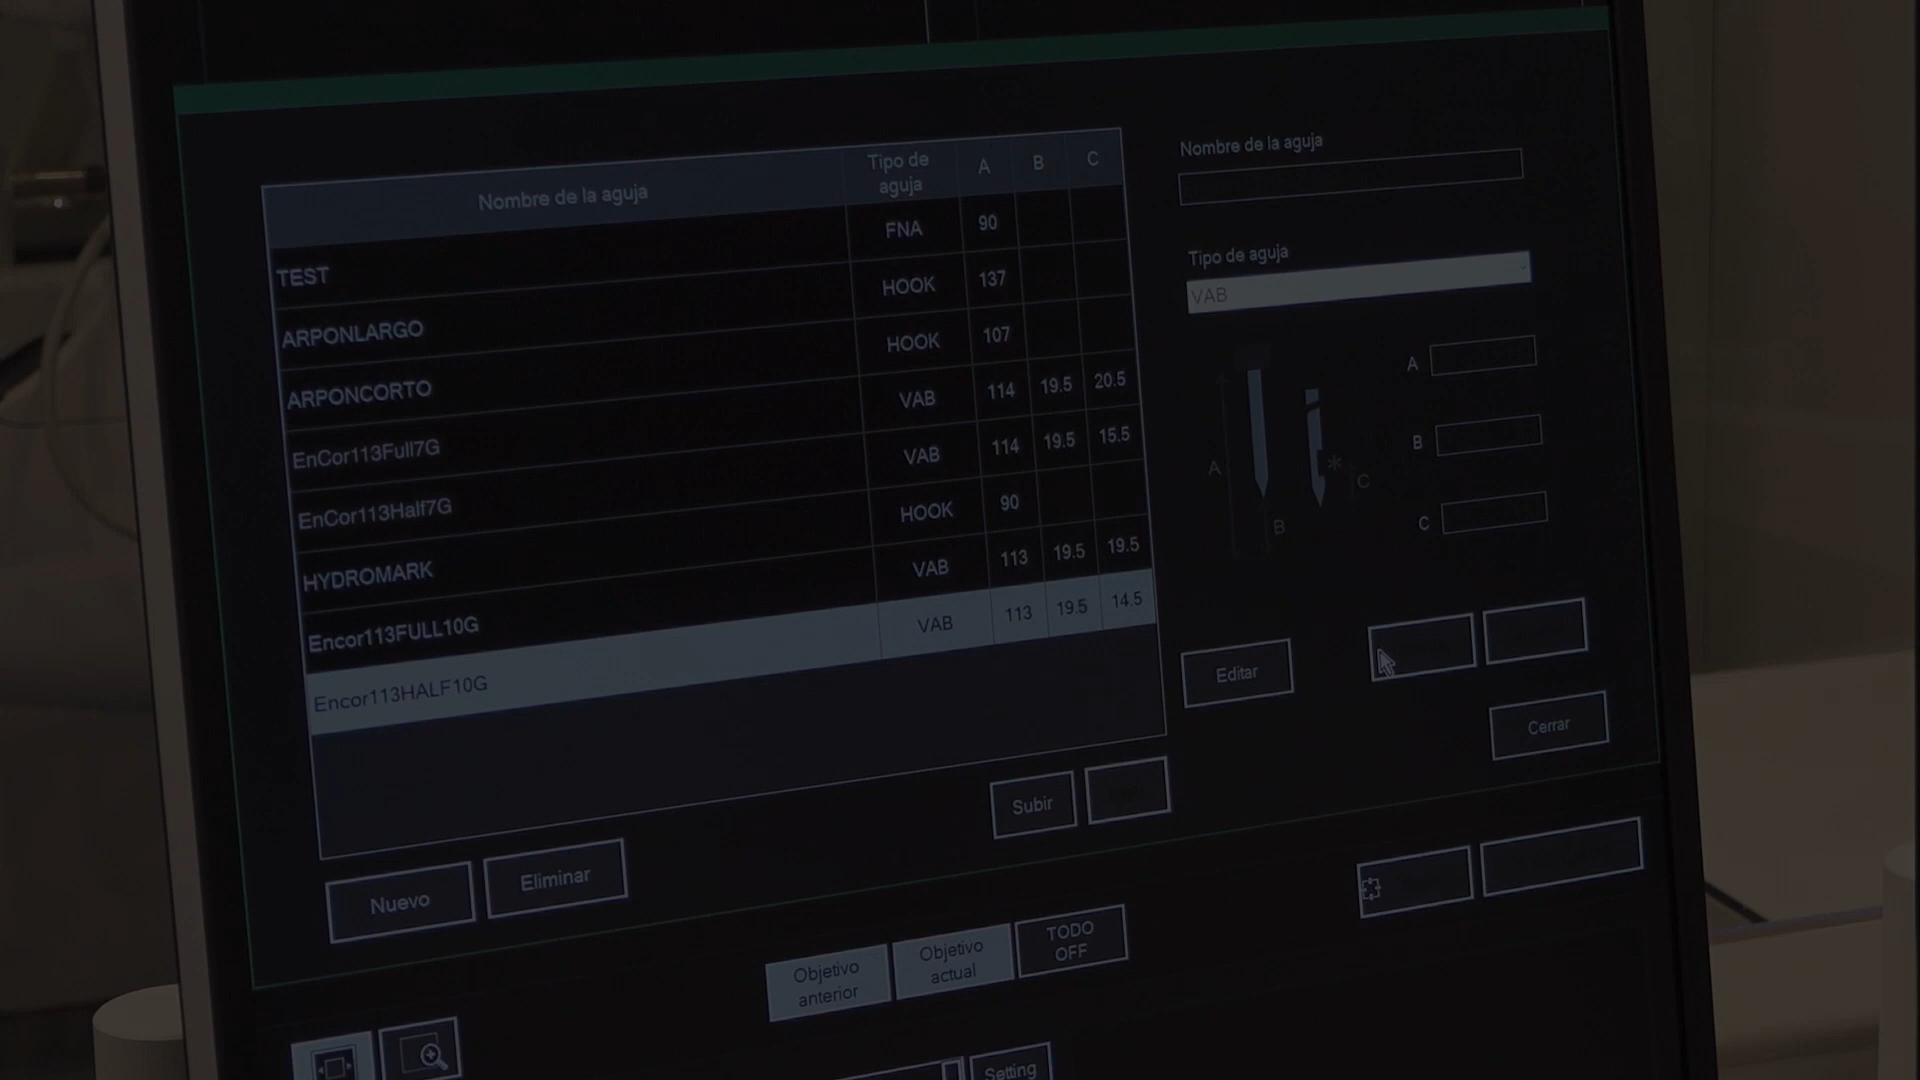 Nombre de la aguja Tipo de aguja A B C
TEST FNA 90
ARPONLARGO HOOK 137
ARPONCORTO HOOK 107
EnCor113Full7G VAB 114 19.5 20.5
EnCor113Half7G VAB 114 19.5 15.5
HYDROMARK HOOK 90
Encor113FULL10G VAB 113 19.5 19.5
Encor113HALF10G VAB 113 19.5 14.5
Nombre de la aguja
Tipo de aguja
VAB
A
B
C
A
B
C
Editar
Cerrar
Subir
Nuevo
Eliminar
Objetivo anterior
Objetivo actual
TODO OFF
Setting